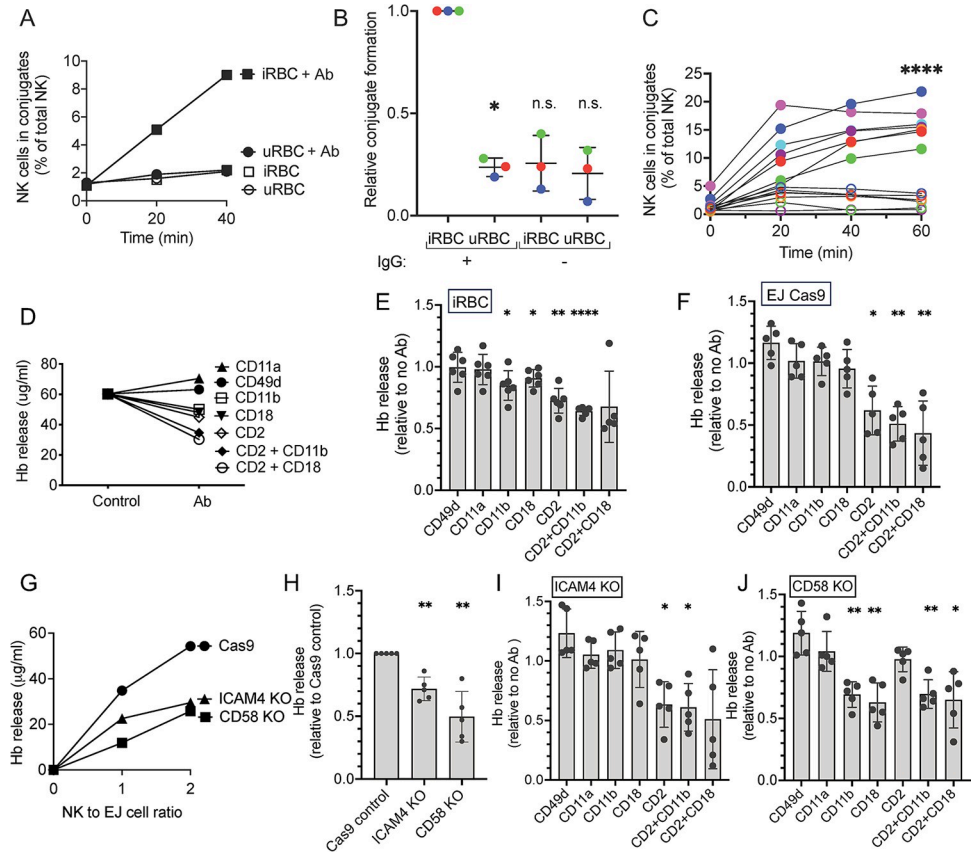 A
NK cells in conjugates
(% of total NK)
10
8
6
4
2
0
0
20
40
Time (min)
iRBC + Ab
uRBC + Ab
iRBC
uRBC
B
Relative conjugate formation
1.0
0.5
0.0
*
n.s.
n.s.
iRBC uRBC
iRBC uRBC
IgG:
+
-
C
NK cells in conjugates
(% of total NK)
25
20
15
10
5
0
****
0
20
40
60
Time (min)
D
Hb release (ug/ml)
80
60
40
20
0
Control
Ab
CD11a
CD49d
CD11b
CD18
CD2
CD2 + CD11b
CD2 + CD18
E
iRBC
Hb release
(relative to no Ab)
1.5
1.0
0.5
0.0
*
*
**
****
CD49d
CD11a
CD11b
CD18
CD2
CD2+CD11b
CD2+CD18
F
EJ Cas9
Hb release
(relative to no Ab)
1.5
1.0
0.5
0.0
*
**
**
CD49d
CD11a
CD11b
CD18
CD2
CD2+CD11b
CD2+CD18
G
Hb release (μg/ml)
60
40
20
0
0
1
2
NK to EJ cell ratio
Cas9
ICAM4 KO
CD58 KO
H
Hb release
(relative to Cas9 control)
1.5
1.0
0.5
0.0
**
**
Cas9 control
ICAM4 KO
CD58 KO
I
ICAM4 KO
Hb release
(relative to no Ab)
1.5
1.0
0.5
0.0
*
*
CD49d
CD11a
CD11b
CD18
CD2
CD2+CD11b
CD2+CD18
J
CD58 KO
Hb release
(relative to no Ab)
1.5
1.0
0.5
0.0
**
**
**
*
CD49d
CD11a
CD11b
CD18
CD2
CD2+CD11b
CD2+CD18